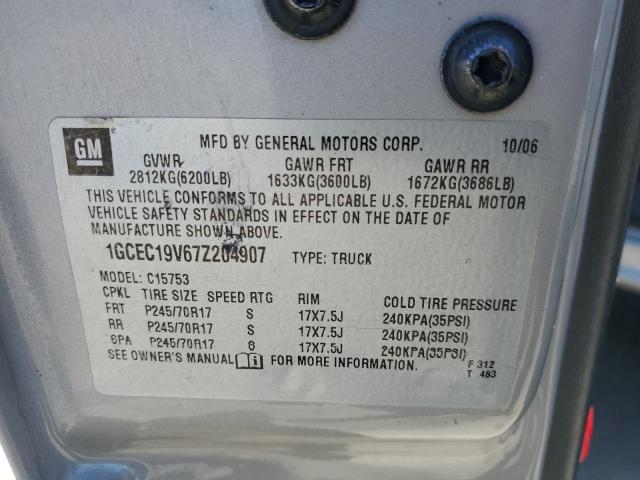 GM MFD BY GENERAL MOTORS CORP. 10/06
GVWR GAWR FRT GAWR RR
2812KG(6200LB) 1633KG(3600LB) 1672KG(3686LB)
THIS VEHICLE CONFORMS TO ALL APPLICABLE U.S. FEDERAL MOTOR
VEHICLE SAFETY STANDARDS IN EFFECT ON THE DATE OF
MANUFACTURE SHOWN ABOVE.
1GCEC19V67Z204907 TYPE: TRUCK
MODEL: C15753
CPKL TIRE SIZE SPEED RTG RIM COLD TIRE PRESSURE
FRT P245/70R17 S 17X7.5J 240KPA(35PSI)
RR P245/70R17 S 17X7.5J 240KPA(35PSI)
SPA P245/70R17 S 17X7.5J 240KPA(35PSI)
SEE OWNER'S MANUAL FOR MORE INFORMATION. F 312
T 483